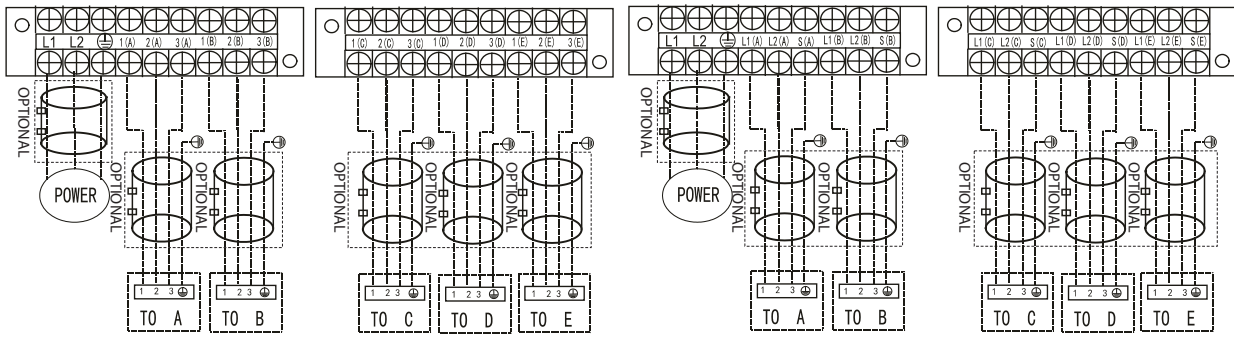 L1 L2 1(A) 2(A) 3(A) 1(B) 2(B) 3(B)
OPTIONAL
POWER
OPTIONAL
OPTIONAL
1 2 3
TO A
1 2 3
TO B
1(C) 2(C) 3(C) 1(D) 2(D) 3(D) 1(E) 2(E) 3(E)
OPTIONAL
OPTIONAL
OPTIONAL
1 2 3
TO C
1 2 3
TO D
1 2 3
TO E
L1 L2 L1(A) L2(A) S(A) L1(B) L2(B) S(B)
OPTIONAL
POWER
OPTIONAL
OPTIONAL
1 2 3
TO A
1 2 3
TO B
L1(C) L2(C) S(C) L1(D) L2(D) S(D) L1(E) L2(E) S(E)
OPTIONAL
OPTIONAL
OPTIONAL
1 2 3
TO C
1 2 3
TO D
1 2 3
TO E